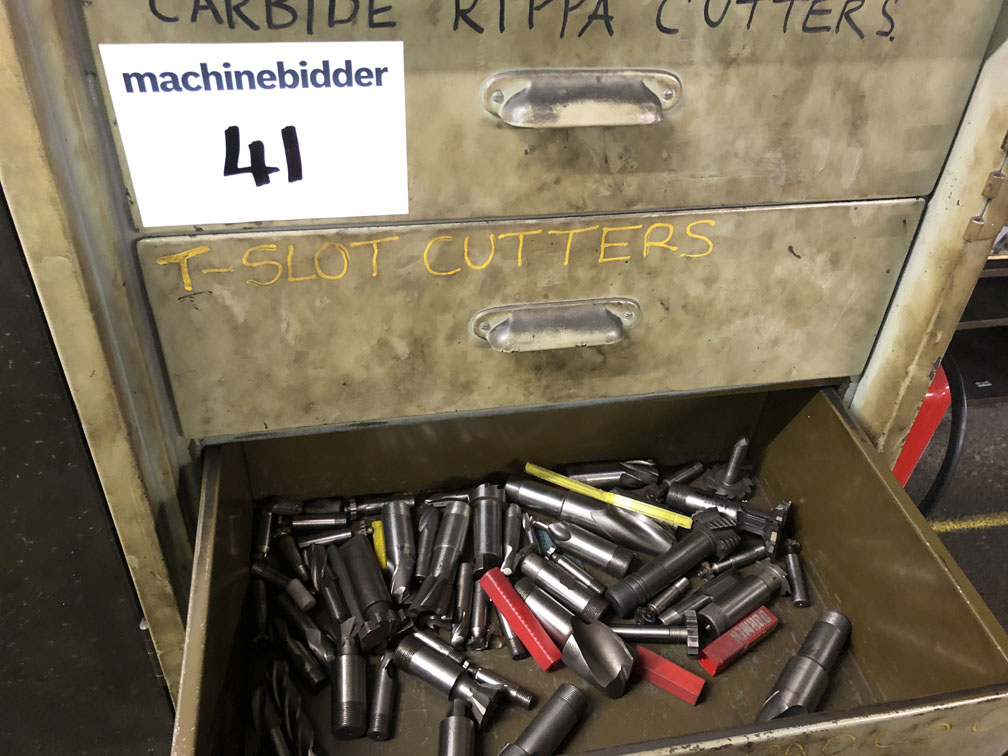 CARBIDE RIPPA CUTTERS
machinebidder
41
T-SLOT CUTTERS